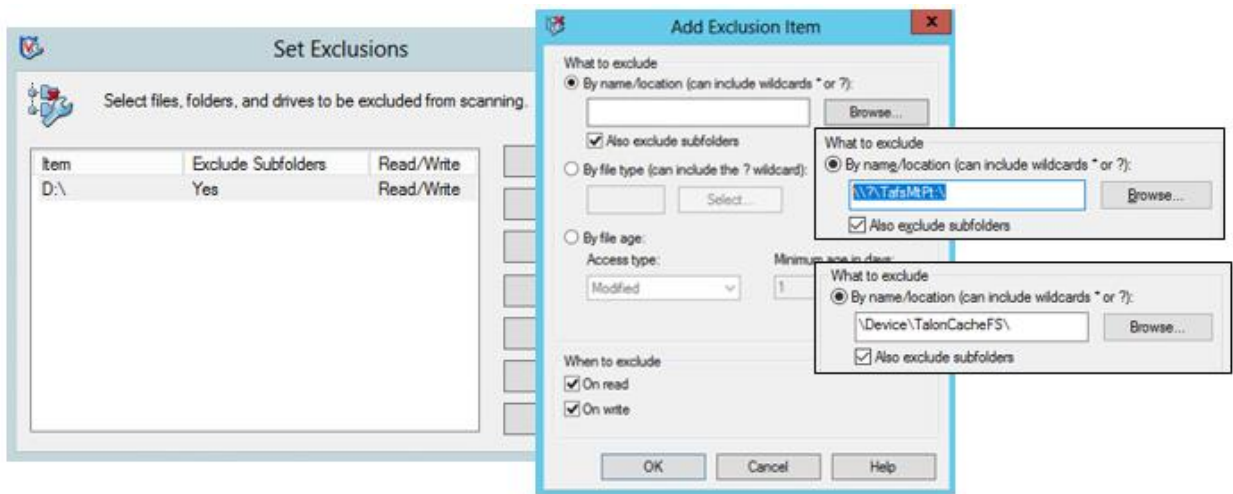 Set Exclusions
Select files, folders, and drives to be excluded from scanning.
Item Exclude Subfolders Read/Write
D:\ Yes Read/Write
Add Exclusion Item
x
What to exclude
By name/location (can include wildcards * or ?):
Browse...
Also exclude subfolders
By file type (can include the ? wildcard):
Select...
By file age:
Access type: Minimum age in days:
Modified 1
When to exclude
On read
On write
OK Cancel Help
What to exclude
By name/location (can include wildcards * or ?):
\\?\TafsMtPt:\ Browse...
Also exclude subfolders
What to exclude
By name/location (can include wildcards * or ?):
\Device\TalonCacheFS\ Browse...
Also exclude subfolders